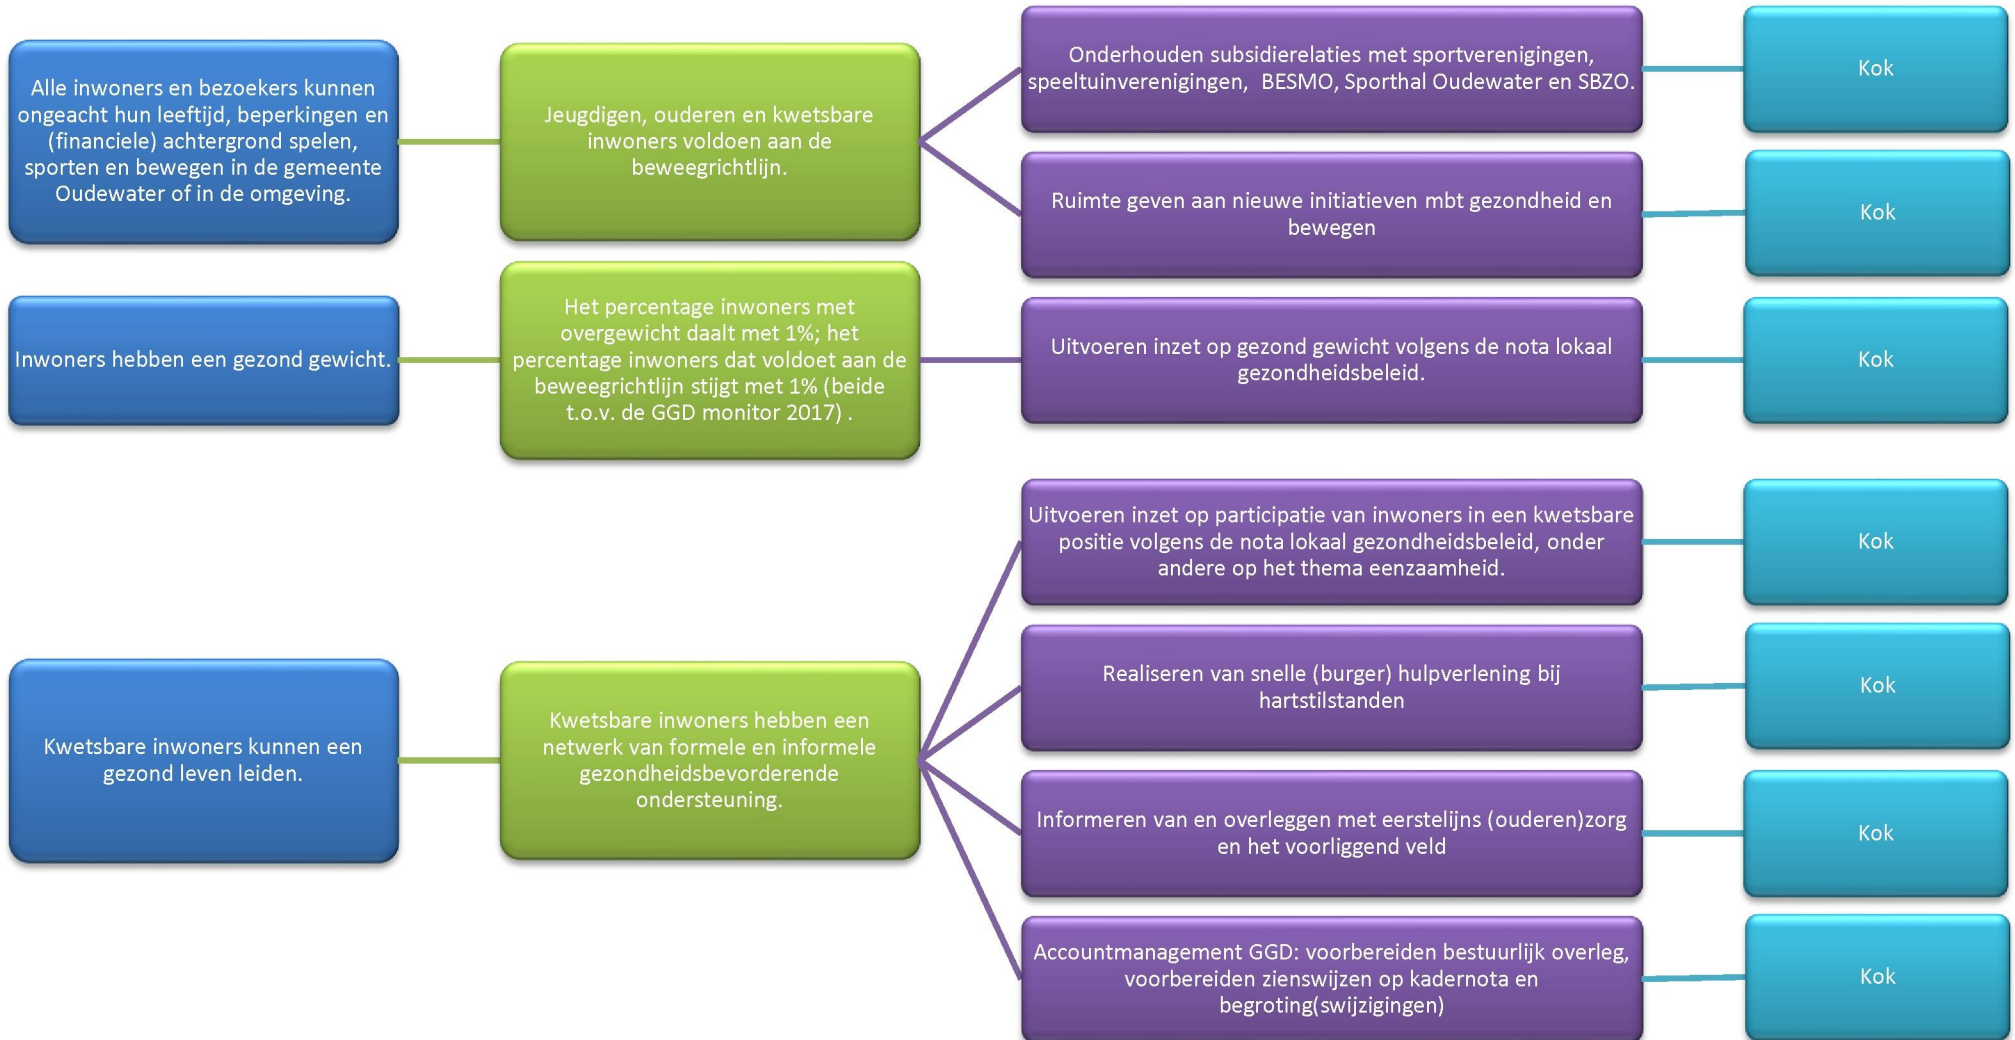 Alle inwoners en bezoekers kunnen
ongeacht hun leeftijd, beperkingen en
(financiele) achtergrond spelen,
sporten en bewegen in de gemeente
Oudewater of in de omgeving.
Jeugdigen, ouderen en kwetsbare
inwoners voldoen aan de
beweegrichtlijn.
Onderhouden subsidierelaties met sportverenigingen,
speeltuinverenigingen,  BESMO, Sporthal Oudewater en SBZO.
Kok
Ruimte geven aan nieuwe initiatieven mbt gezondheid en
bewegen
Kok
Inwoners hebben een gezond gewicht.
Het percentage inwoners met
overgewicht daalt met 1%; het
percentage inwoners dat voldoet aan de
beweegrichtlijn stijgt met 1% (beide
t.o.v. de GGD monitor 2017) .
Uitvoeren inzet op gezond gewicht volgens de nota lokaal
gezondheidsbeleid.
Kok
Kwetsbare inwoners kunnen een
gezond leven leiden.
Kwetsbare inwoners hebben een
netwerk van formele en informele
gezondheidsbevorderende
ondersteuning.
Uitvoeren inzet op participatie van inwoners in een kwetsbare
positie volgens de nota lokaal gezondheidsbeleid, onder
andere op het thema eenzaamheid.
Kok
Realiseren van snelle (burger) hulpverlening bij
hartstilstanden
Kok
Informeren van en overleggen met eerstelijns (ouderen)zorg
en het voorliggend veld
Kok
Accountmanagement GGD: voorbereiden bestuurlijk overleg,
voorbereiden zienswijzen op kadernota en
begroting(swijzigingen)
Kok